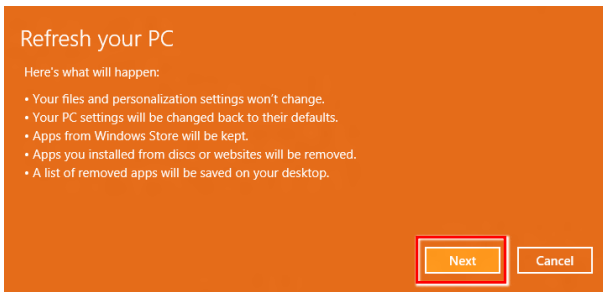 Refresh your PC
Here's what will happen:
• Your files and personalization settings won't change.
• Your PC settings will be changed back to their defaults.
• Apps from Windows Store will be kept.
• Apps you installed from discs or websites will be removed.
• A list of removed apps will be saved on your desktop.
Next Cancel